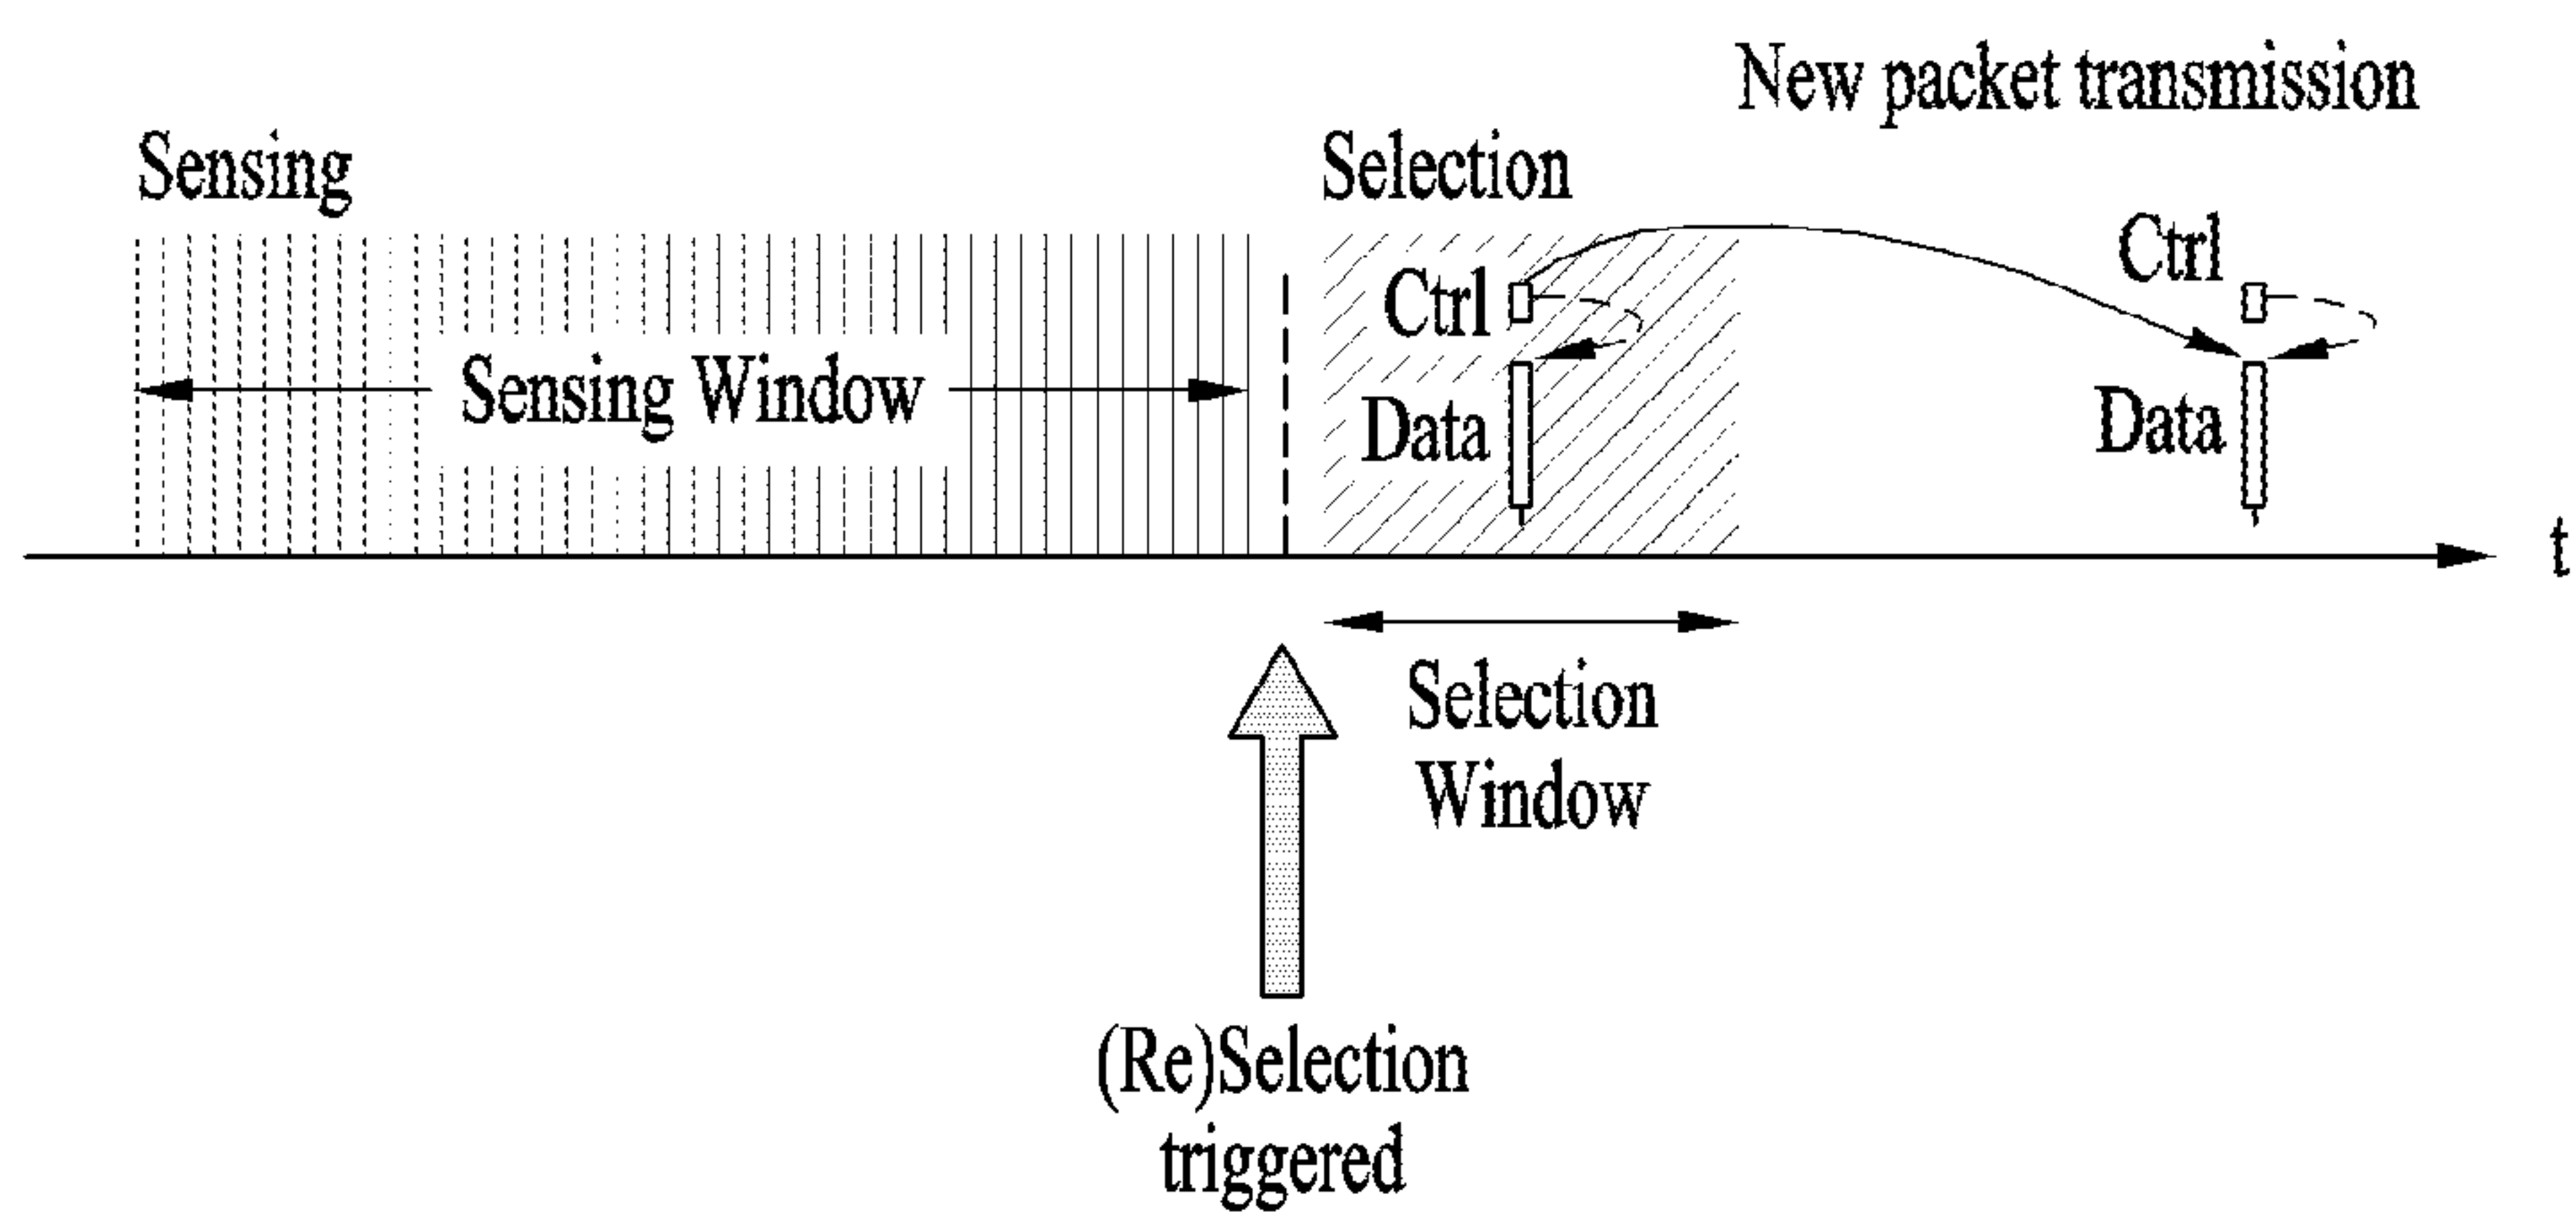 New packet transmission
Sensing
Selection
Ctrl
Ctrl
Sensing Window
Data
Data
t
Selection
Window
(Re)Selection
triggered